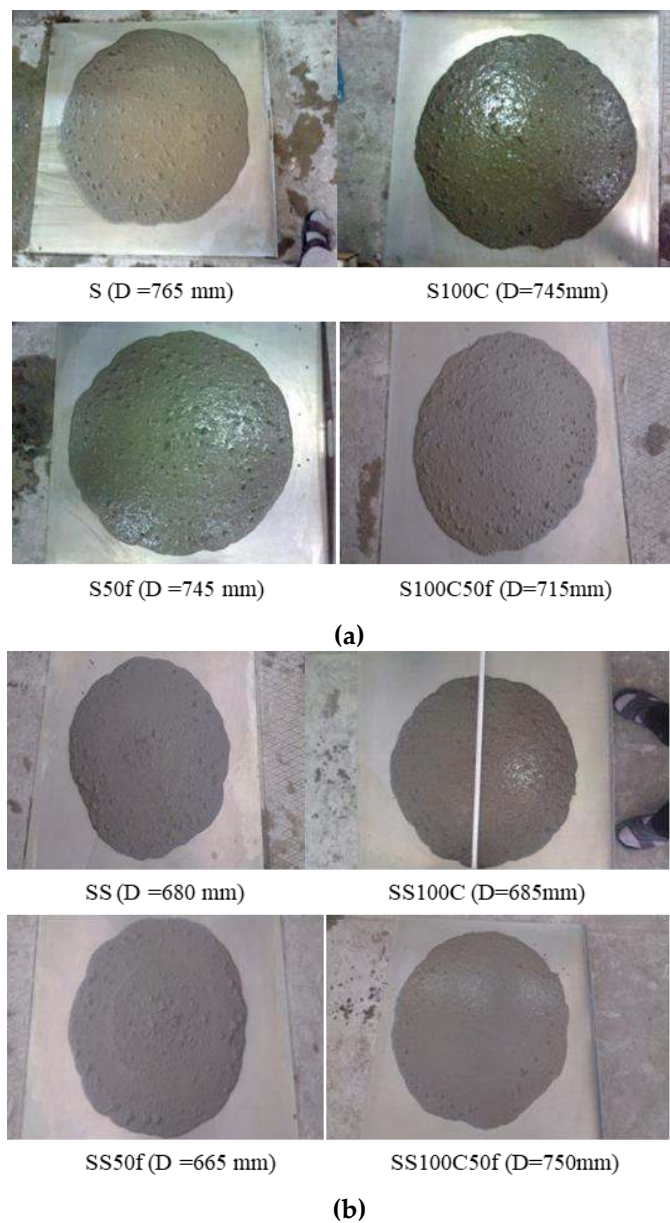 S (D =765 mm)
S100C (D=745mm)
S50f (D =745 mm)
S100C50f (D=715mm)
(a)
SS (D =680 mm)
SS100C (D=685mm)
SS50f (D =665 mm)
SS100C50f (D=750mm)
(b)